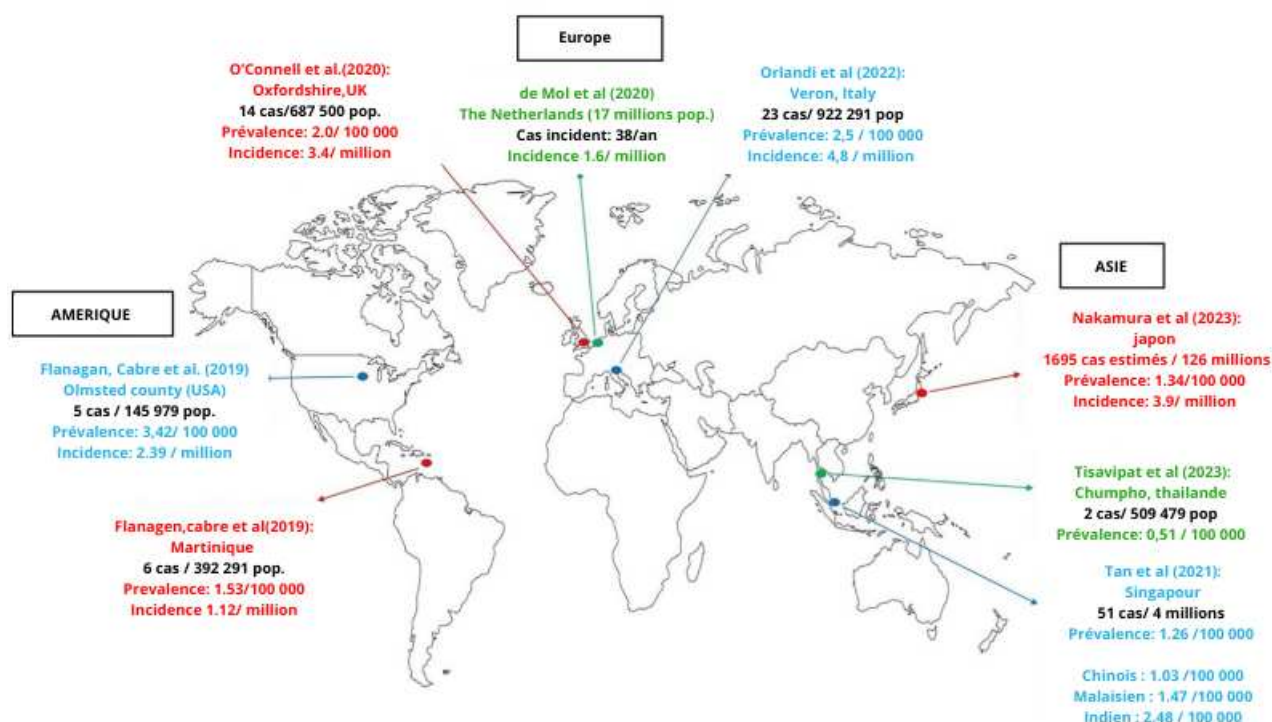 Europe
O'Connell et al.(2020):
Oxfordshire,UK
14 cas/687 500 pop.
Prévalence: 2.0/ 100 000
Incidence: 3.4/ million
de Mol et al (2020)
The Netherlands (17 millions pop.)
Cas incident: 38/an
Incidence 1.6/ million
Orlandi et al (2022):
Veron, Italy
23 cas/ 922 291 pop
Prévalence: 2,5 / 100 000
Incidence: 4,8 / million
AMERIQUE
Flanagan, Cabre et al. (2019)
Olmsted county (USA)
5 cas / 145 979 pop.
Prévalence: 3,42/ 100 000
Incidence: 2.39 / million
Flanagen,cabre et al(2019):
Martinique
6 cas / 392 291 pop.
Prevalence: 1.53/100 000
Incidence 1.12/ million
ASIE
Nakamura et al (2023):
japon
1695 cas estimés / 126 millions
Prévalence: 1.34/100 000
Incidence: 3.9/ million
Tisavipat et al (2023):
Chumpho, thailande
2 cas/ 509 479 pop
Prévalence: 0,51 / 100 000
Tan et al (2021):
Singapour
51 cas/ 4 millions
Prévalence: 1.26 /100 000
Chinois : 1.03 /100 000
Malaisien : 1.47 /100 000
Indien : 2.48 / 100 000